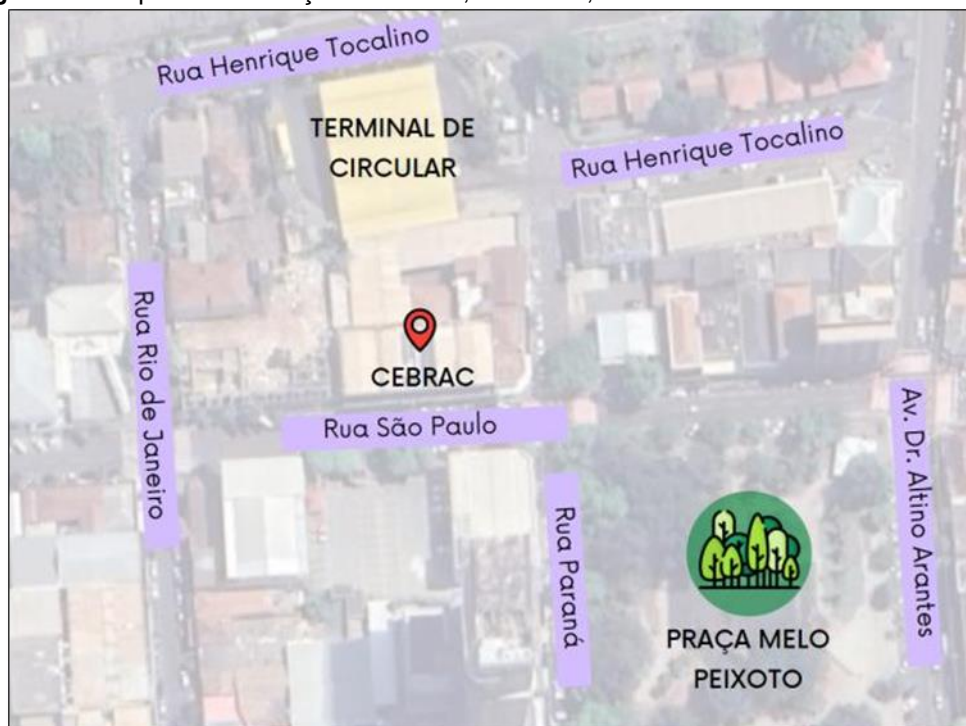 Rua Henrique Tocalino
TERMINAL DE
CIRCULAR
Rua Henrique Tocalino
Rua Rio de Janeiro
CEBRAC
Rua São Paulo
Av. Dr. Altino Arantes
Rua Paraná
PRAÇA MELO
PEIXOTO